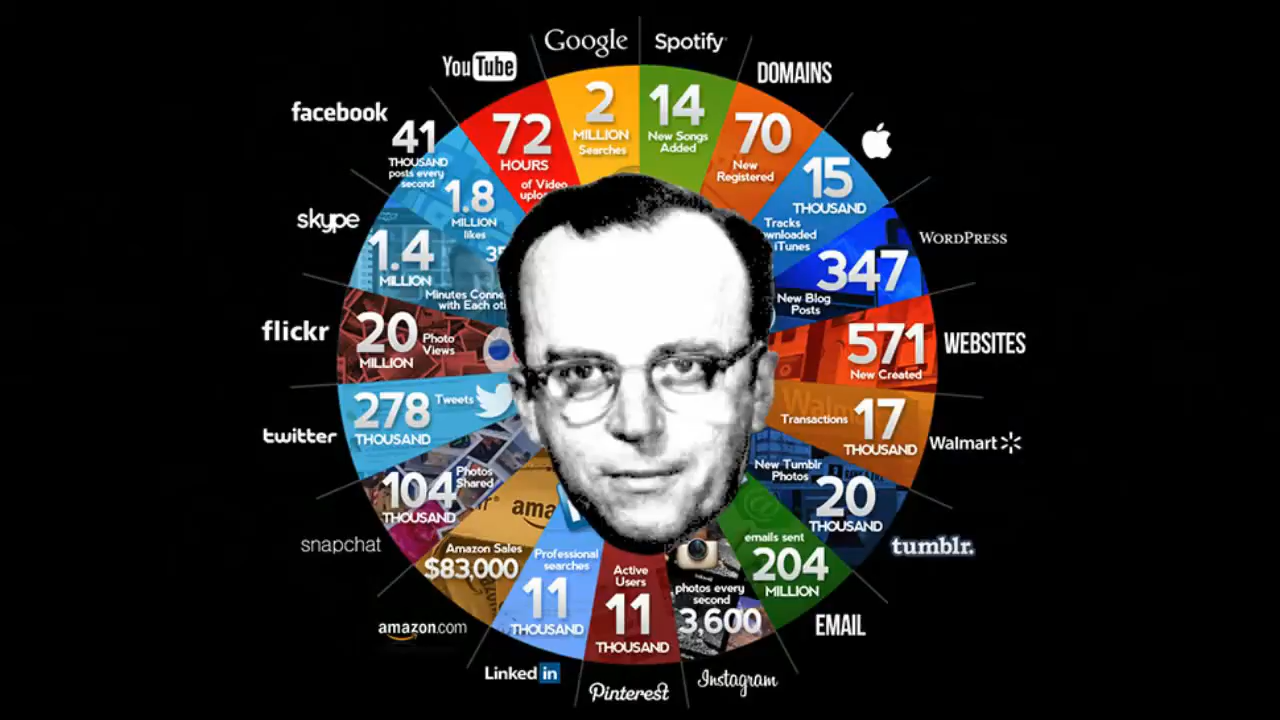 Google
Spotify
YouTube
DOMAINS
facebook
skype
flickr
twitter
snapchat
amazon.com
Linked in
Pinterest
Instagram
EMAIL
tumblr.
Walmart
WEBSITES
WORDPRESS
2
MILLION
Searches
14
New Songs
Added
70
New
Registered
15
THOUSAND
Tracks
iTunes
347
New Blog
Posts
571
New Created
Transactions
17
THOUSAND
New Tumblr
Photos
20
THOUSAND
emails sent
204
MILLION
photos every
second
3,600
Active
Users
11
THOUSAND
Professional
searches
11
THOUSAND
Amazon Sales
$83,000
Photos
Shared
104
THOUSAND
Tweets
278
THOUSAND
20
MILLION
Photo
Views
1.4
MILLION
Minutes
with Each
41
THOUSAND
posts every
second
1.8
MILLION
likes
72
HOURS
of Video